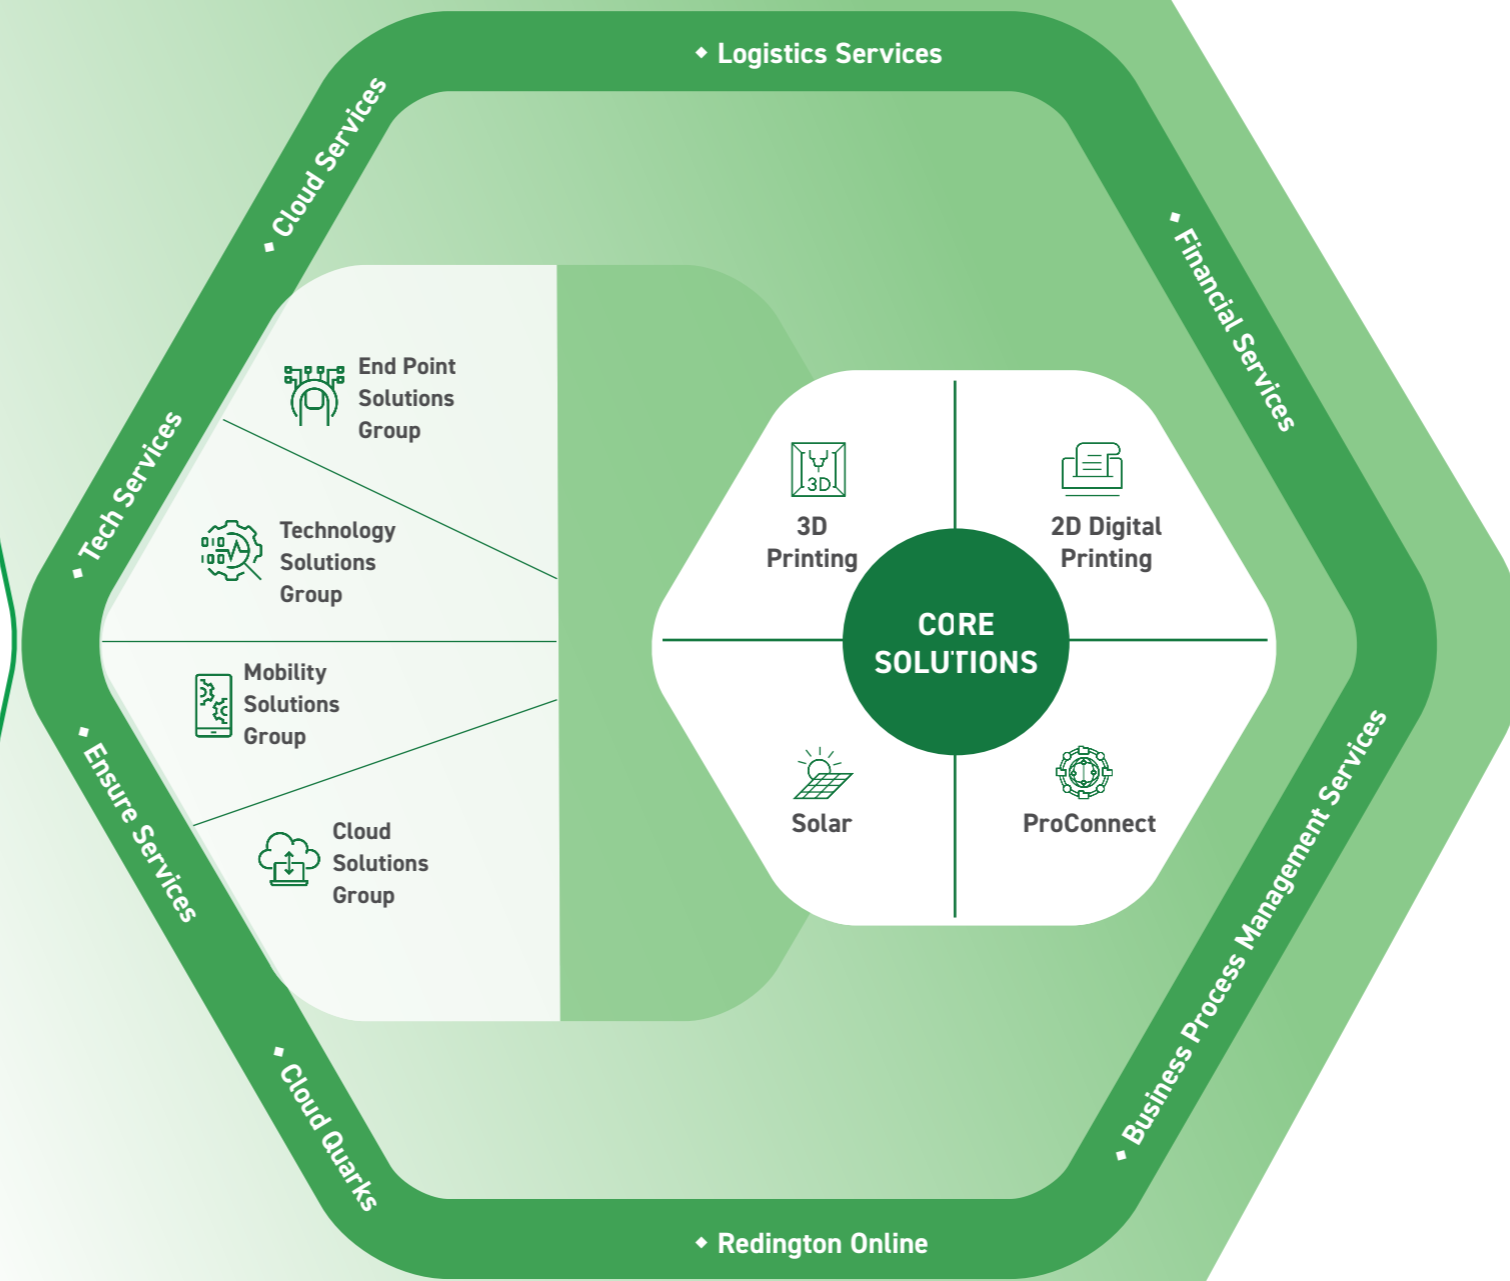 Logistics Services
Cloud Services
Financial Services
Tech Services
End Point
Solutions
Group
Technology
Solutions
Group
Mobility
Solutions
Group
Cloud
Solutions
Group
3D
3D
Printing
2D Digital
Printing
CORE
SOLUTIONS
Solar
ProConnect
Ensure Services
Business Process Management Services
Cloud Quarks
Redington Online